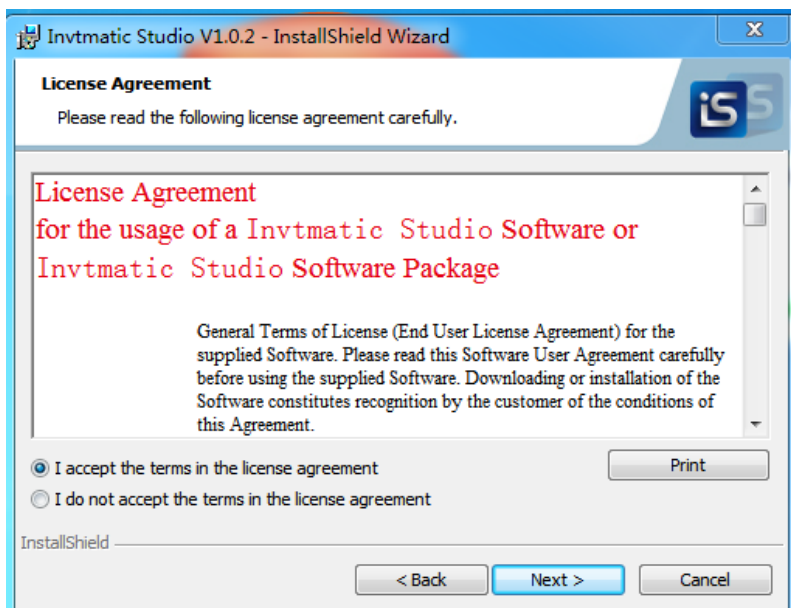 Invtmatic Studio V1.0.2 - InstallShield Wizard
License Agreement
Please read the following license agreement carefully.
iS S
License Agreement
for the usage of a Invtmatic Studio Software or
Invtmatic Studio Software Package
General Terms of License (End User License Agreement) for the
supplied Software. Please read this Software User Agreement carefully
before using the supplied Software. Downloading or installation of the
Software constitutes recognition by the customer of the conditions of
this Agreement.
I accept the terms in the license agreement
Print
I do not accept the terms in the license agreement
InstallShield
< Back
Next >
Cancel